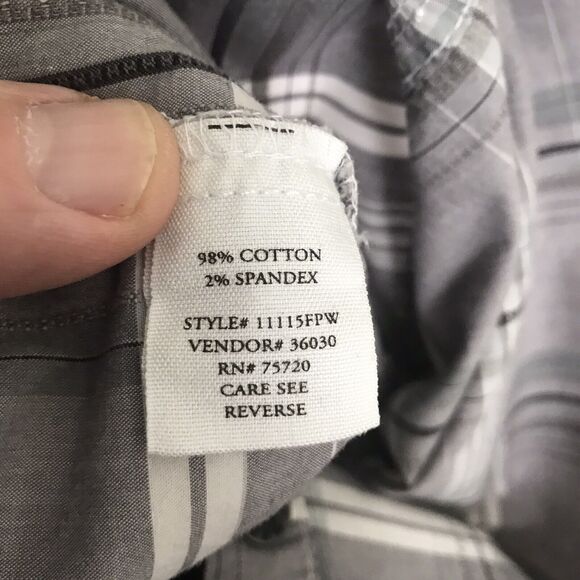 98% COTTON
2% SPANDEX
STYLE# 11115FPW
VENDOR# 36030
RN# 75720
CARE SEE
REVERSE